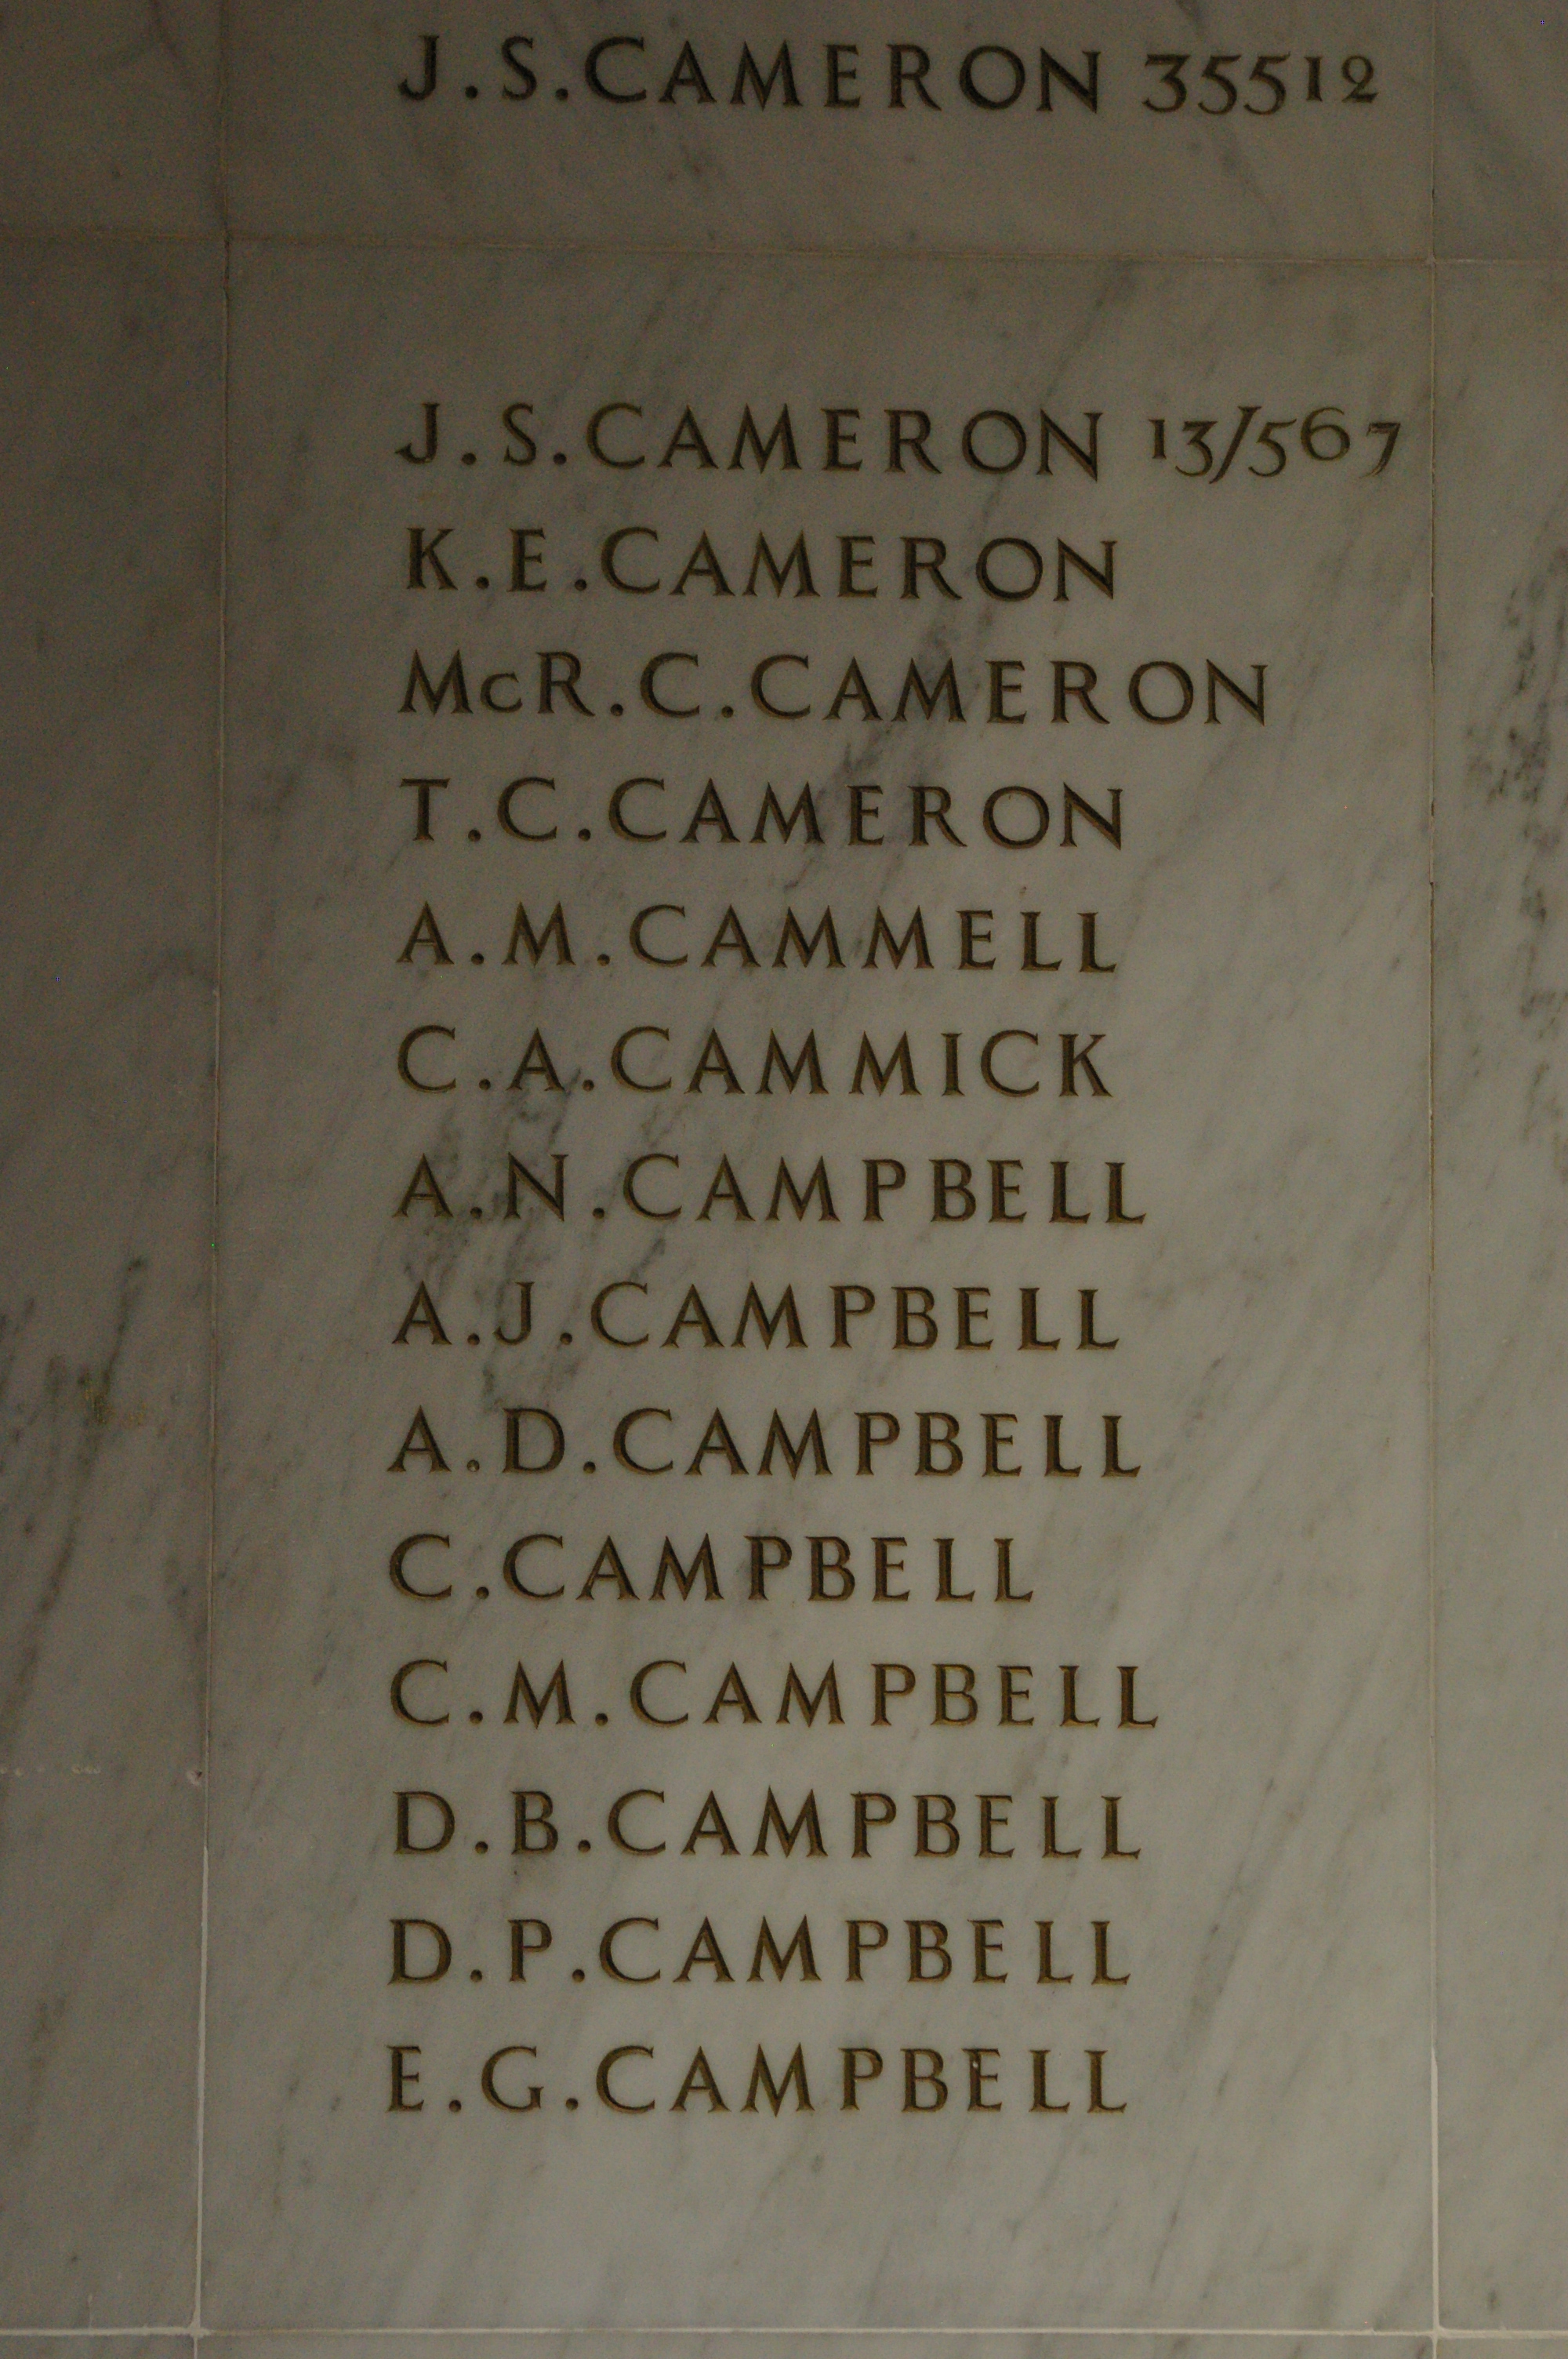 J.S.CAMERON 35512
J.S.CAMERON 13/567
K.E.CAMERON
McR.C.CAMERON
T.C.CAMERON
A.M.CAMMELL
C.A.CAMMICK
A.N.CAMPBELL
A.J.CAMPBELL
A.D.CAMPBELL
C.CAMPBELL
C.M.CAMPBELL
D.B.CAMPBELL
D.P.CAMPBELL
E.G.CAMPBELL